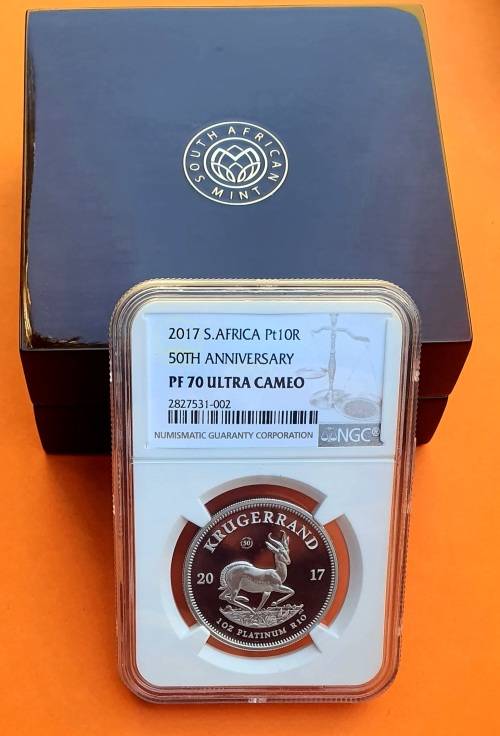 SOUTH AFRICAN
MINT
2017 S.AFRICA Pt10R
50TH ANNIVERSARY
PF 70 ULTRA CAMEO
2827531-002
NUMISMATIC GUARANTY CORPORATION
NGC®
KRUGERRAND
50
20 17
1OZ PLATINUM R10